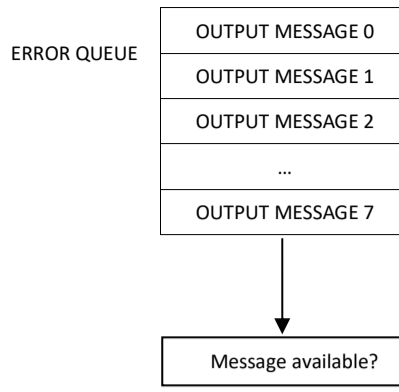 OUTPUT MESSAGE 0
ERROR QUEUE
OUTPUT MESSAGE 1
OUTPUT MESSAGE 2
…
OUTPUT MESSAGE 7
Message available?